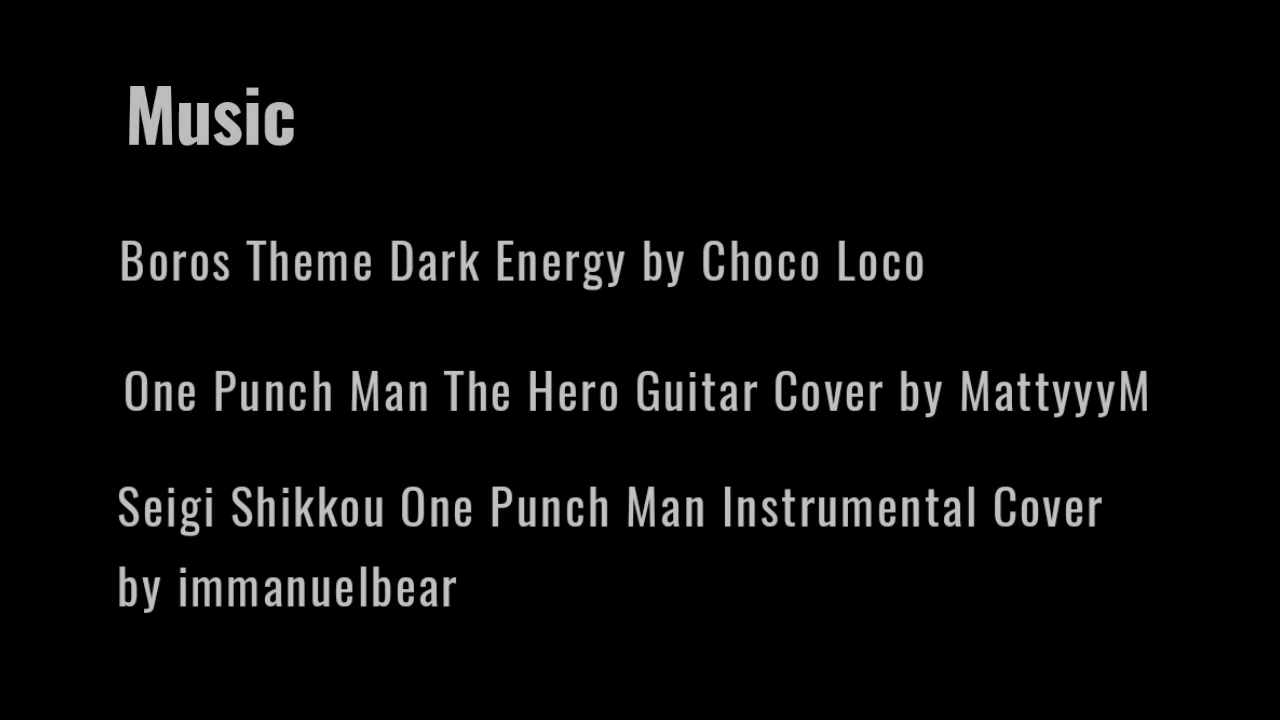 Music
Boros Theme Dark Energy by Choco Loco
One Punch Man The Hero Guitar Cover by MattyyyM
Seigi Shikkou One Punch Man Instrumental Cover
by immanuelbear